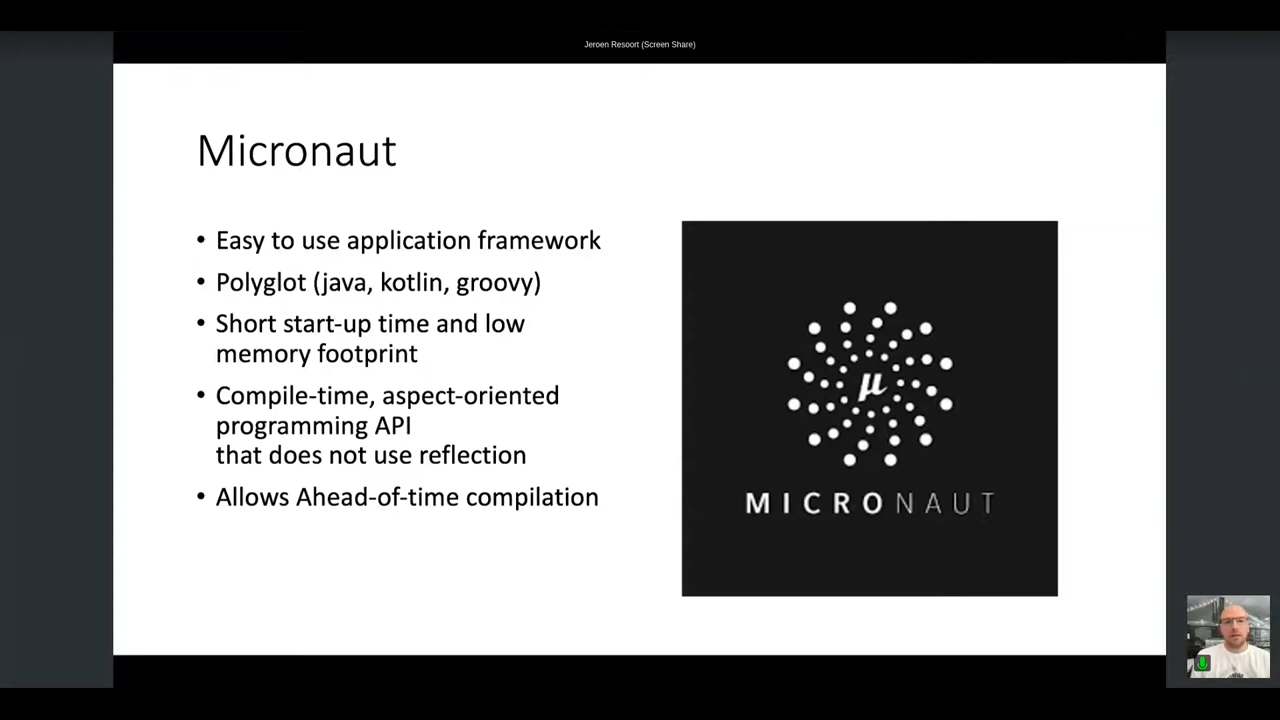 Jeroen Resoort (Screen Share)
Micronaut
• Easy to use application framework
• Polyglot (java, kotlin, groovy)
• Short start-up time and low
memory footprint
• Compile-time, aspect-oriented
programming API
that does not use reflection
• Allows Ahead-of-time compilation
μ
MICRONAUT